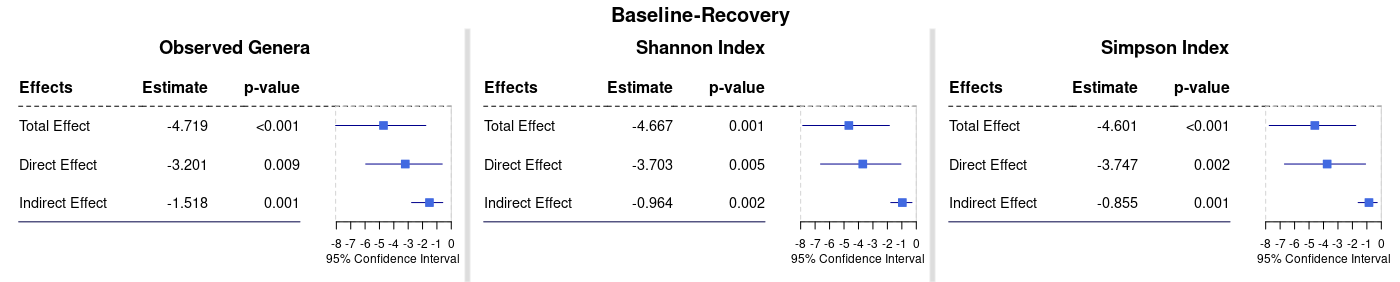 Baseline-Recovery
Observed Genera
Effects Estimate p-value
Total Effect -4.719 <0.001
Direct Effect -3.201 0.009
Indirect Effect -1.518 0.001
-8 -7 -6 -5 -4 -3 -2 -1 0
95% Confidence Interval
Shannon Index
Effects Estimate p-value
Total Effect -4.667 0.001
Direct Effect -3.703 0.005
Indirect Effect -0.964 0.002
-8 -7 -6 -5 -4 -3 -2 -1 0
95% Confidence Interval
Simpson Index
Effects Estimate p-value
Total Effect -4.601 <0.001
Direct Effect -3.747 0.002
Indirect Effect -0.855 0.001
-8 -7 -6 -5 -4 -3 -2 -1 0
95% Confidence Interval